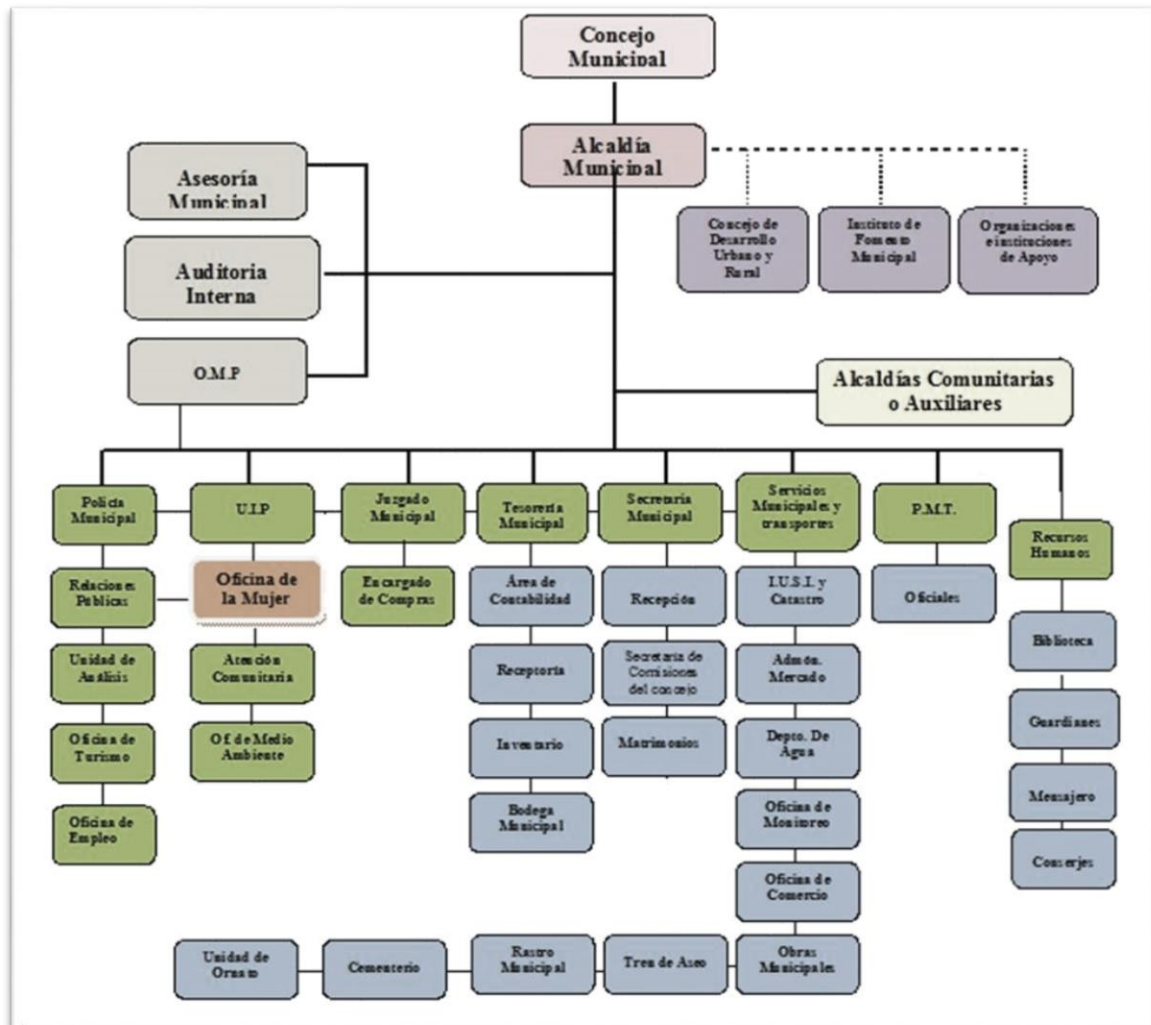 Concejo
Municipal
Alcaldía
Municipal
Asesoría
Municipal
Auditoria
Interna
O.M.P
Concejo de
Desarrollo
Urbano y
Rural
Instituto de
Fomento
Municipal
Organizaciones
e instituciones
de Apoyo
Alcaldías Comunitarias
o Auxiliares
Policía
Municipal
U.I.P
Juzgado
Municipal
Tesorería
Municipal
Secretaría
Municipal
Servicios
Municipales y
transportes
P.M.T.
Recursos
Humanos
Relaciones
Públicas
Oficina de
la Mujer
Encargado
de Compras
Área de
Contabilidad
Recepción
I.U.S.I. y
Catastro
Oficiales
Biblioteca
Unidad de
Análisis
Atención
Comunitaria
Receptoría
Secretaría de
Comisiones
del concejo
Admón.
Mercado
Guardianes
Oficina de
Turismo
Of. de Medio
Ambiente
Inventario
Matrimonios
Depto. De
Agua
Mensajero
Oficina de
Empleo
Bodega
Municipal
Oficina de
Monitoreo
Conserjes
Oficina de
Comercio
Unidad de
Ornato
Cementerio
Rastro
Municipal
Tren de Aseo
Obras
Municipales